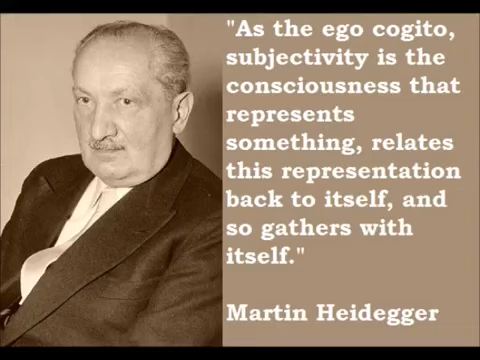 "As the ego cogito,
subjectivity is the
consciousness that
represents
something, relates
this representation
back to itself, and
so gathers with
itself."
Martin Heidegger